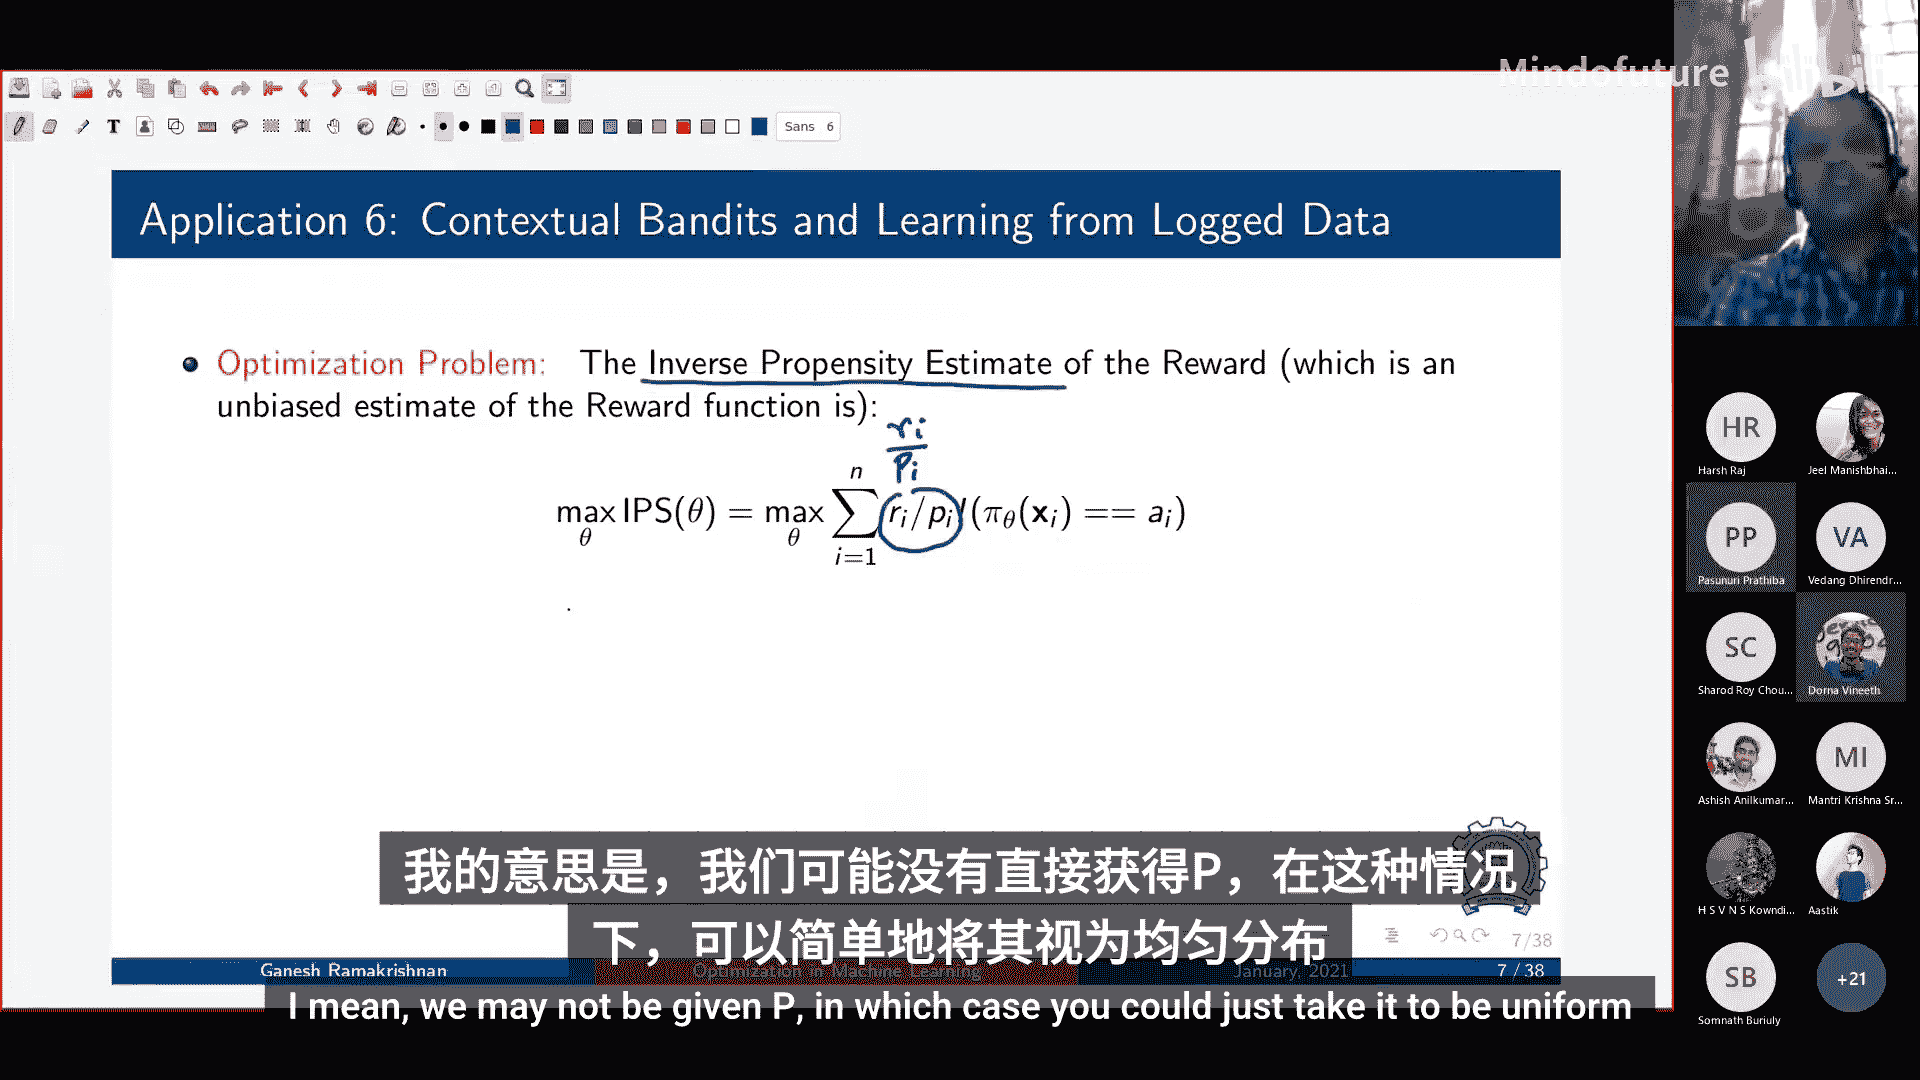 Mindofuture
bilibili
Sans 6
Application 6: Contextual Bandits and Learning from Logged Data
Optimization Problem: The Inverse Propensity Estimate of the Reward (which is an
unbiased estimate of the Reward function is):
ri
pi
max IPS(θ) = max ∑ ri/pi I(πθ(xi) == ai)
θ θ i=1 n
HR
Harsh Raj
Jeel Manishbhai...
PP
Pasunuri Prathiba
VA
Vedang Dhirendr...
SC
Sharod Roy Chou...
Dorna Vineeth
Ashish Anilkumar...
MI
Mantri Krishna Sr...
H S V N S Kowndi...
Aastik
SB
Somnath Buriuly
+21
我的意思是，我们可能没有直接获得P，在这种情况
下，可以简单地将其视为均匀分布
7/38
Ganesh Ramakrishnan
Optimization in Machine Learning
January, 2021
7 / 38
I mean, we may not be given P, in which case you could just take it to be uniform